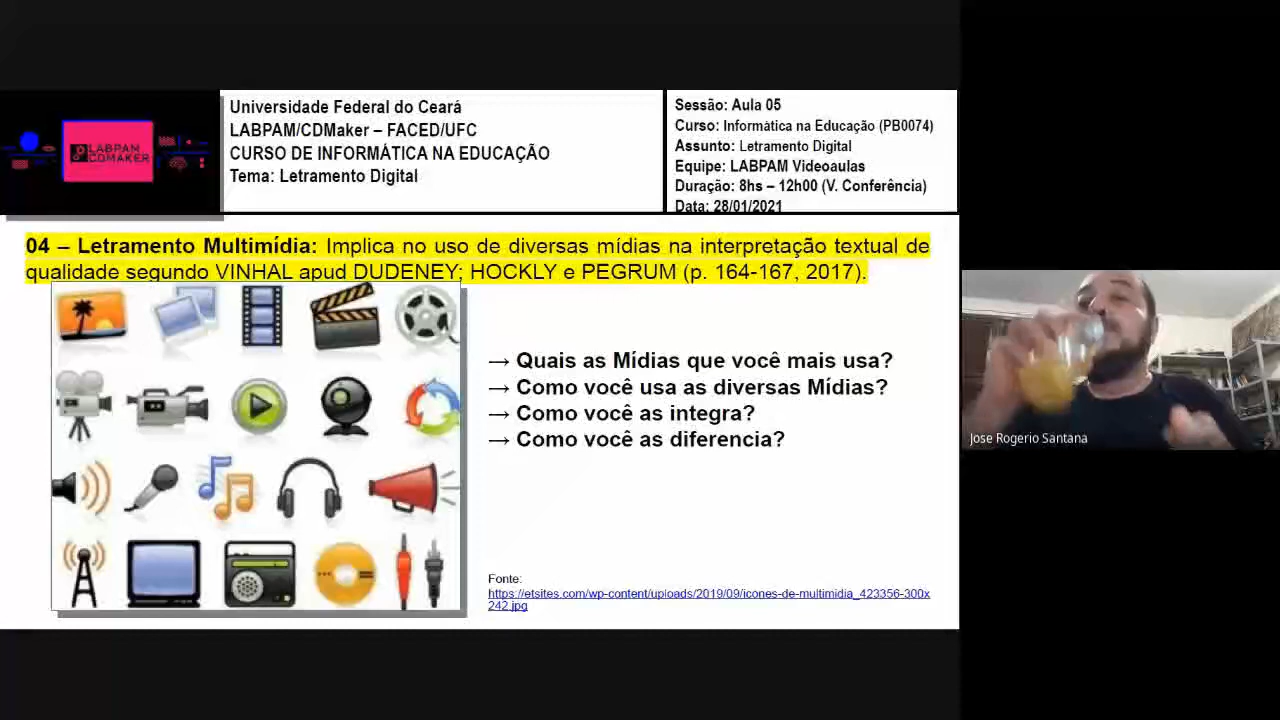 LABPAM
CDMAKER
Universidade Federal do Ceará
LABPAM/CDMaker – FACED/UFC
CURSO DE INFORMÁTICA NA EDUCAÇÃO
Tema: Letramento Digital
Sessão: Aula 05
Curso: Informática na Educação (PB0074)
Assunto: Letramento Digital
Equipe: LABPAM Videoaulas
Duração: 8hs – 12h00 (V. Conferência)
Data: 28/01/2021
04 – Letramento Multimídia: Implica no uso de diversas mídias na interpretação textual de
qualidade segundo VINHAL apud DUDENEY; HOCKLY e PEGRUM (p. 164-167, 2017).
→ Quais as Mídias que você mais usa?
→ Como você usa as diversas Mídias?
→ Como você as integra?
→ Como você as diferencia?
Fonte:
https://etsites.com/wp-content/uploads/2019/09/icones-de-multimidia_423356-300x
242.jpg
Jose Rogerio Santana